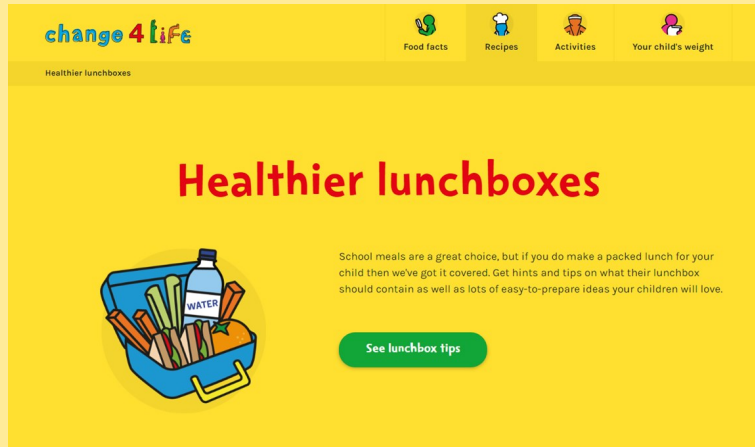 change 4 Life
Food facts
Recipes
Activities
Your child's weight
Healthier lunchboxes
Healthier lunchboxes
School meals are a great choice, but if you do make a packed lunch for your
child then we've got it covered. Get hints and tips on what their lunchbox
should contain as well as lots of easy-to-prepare ideas your children will love.
WATER
See lunchbox tips